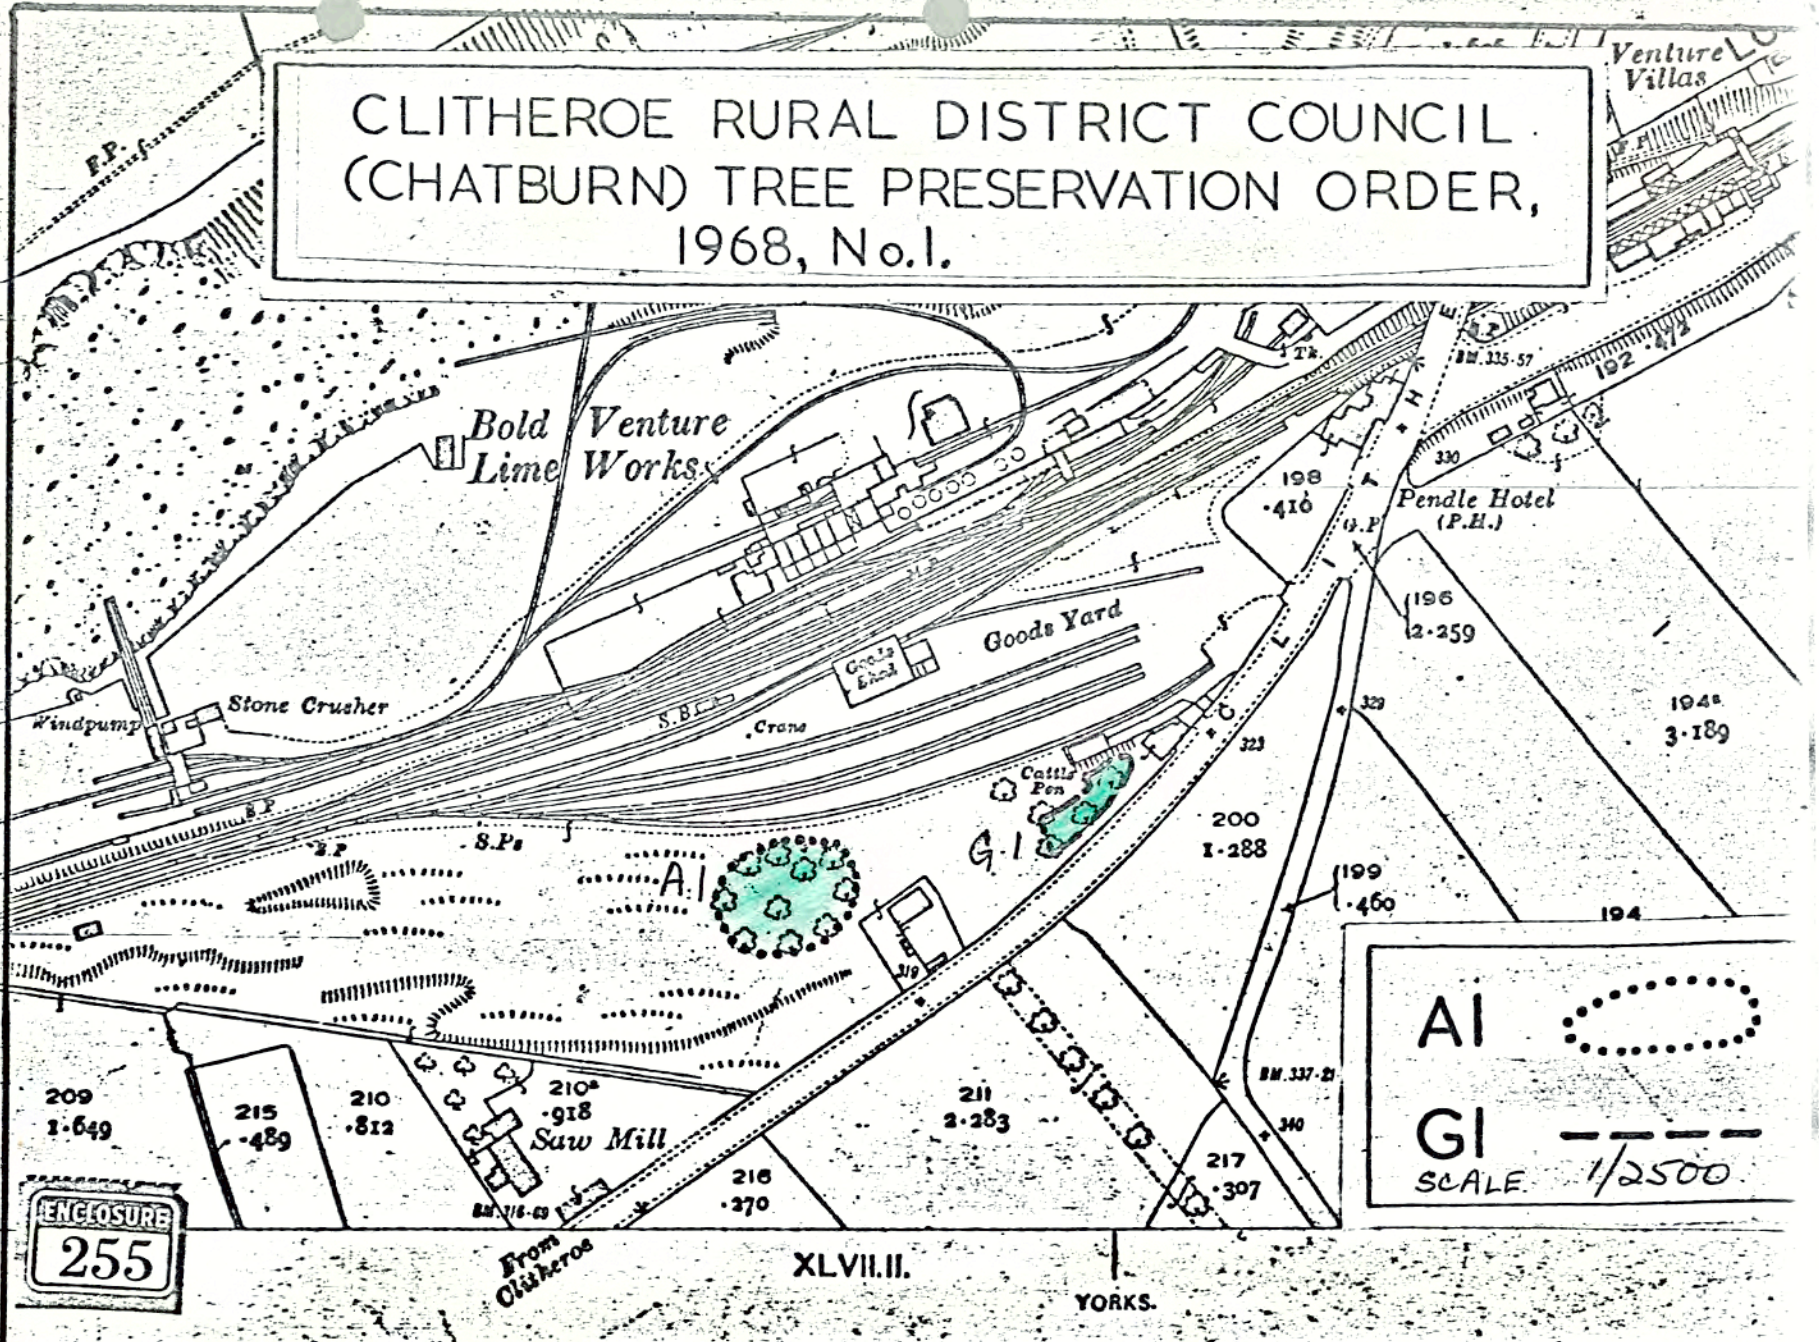 CLITHEROE RURAL DISTRICT COUNCIL.
(CHATBURN) TREE PRESERVATION ORDER,
1968, No.1.
Venture
Villas
F.P.
F.P.
Bold Venture
Lime Works
Tk.
B.M.335·57
192 ·472
330
198
·416
Pendle Hotel
(P.H.)
G.P.
196
2·259
Goods Yard
Goods
Shed
Stone Crusher
Windpump
S.B.
Crane
329
194ª
3·189
323
Cattle
Pen
S.P.
S.Ps
G.1
A.1
200
1·288
199
·460
194
319
A1
G1
SCALE 1/2500
B.M.337·21
340
209
1·649
215
·489
210
·812
210ª
·918
Saw Mill
211
2·283
216
·270
217
·307
ENCLOSURE
255
From
Clitheroe
XLVII.II.
YORKS.